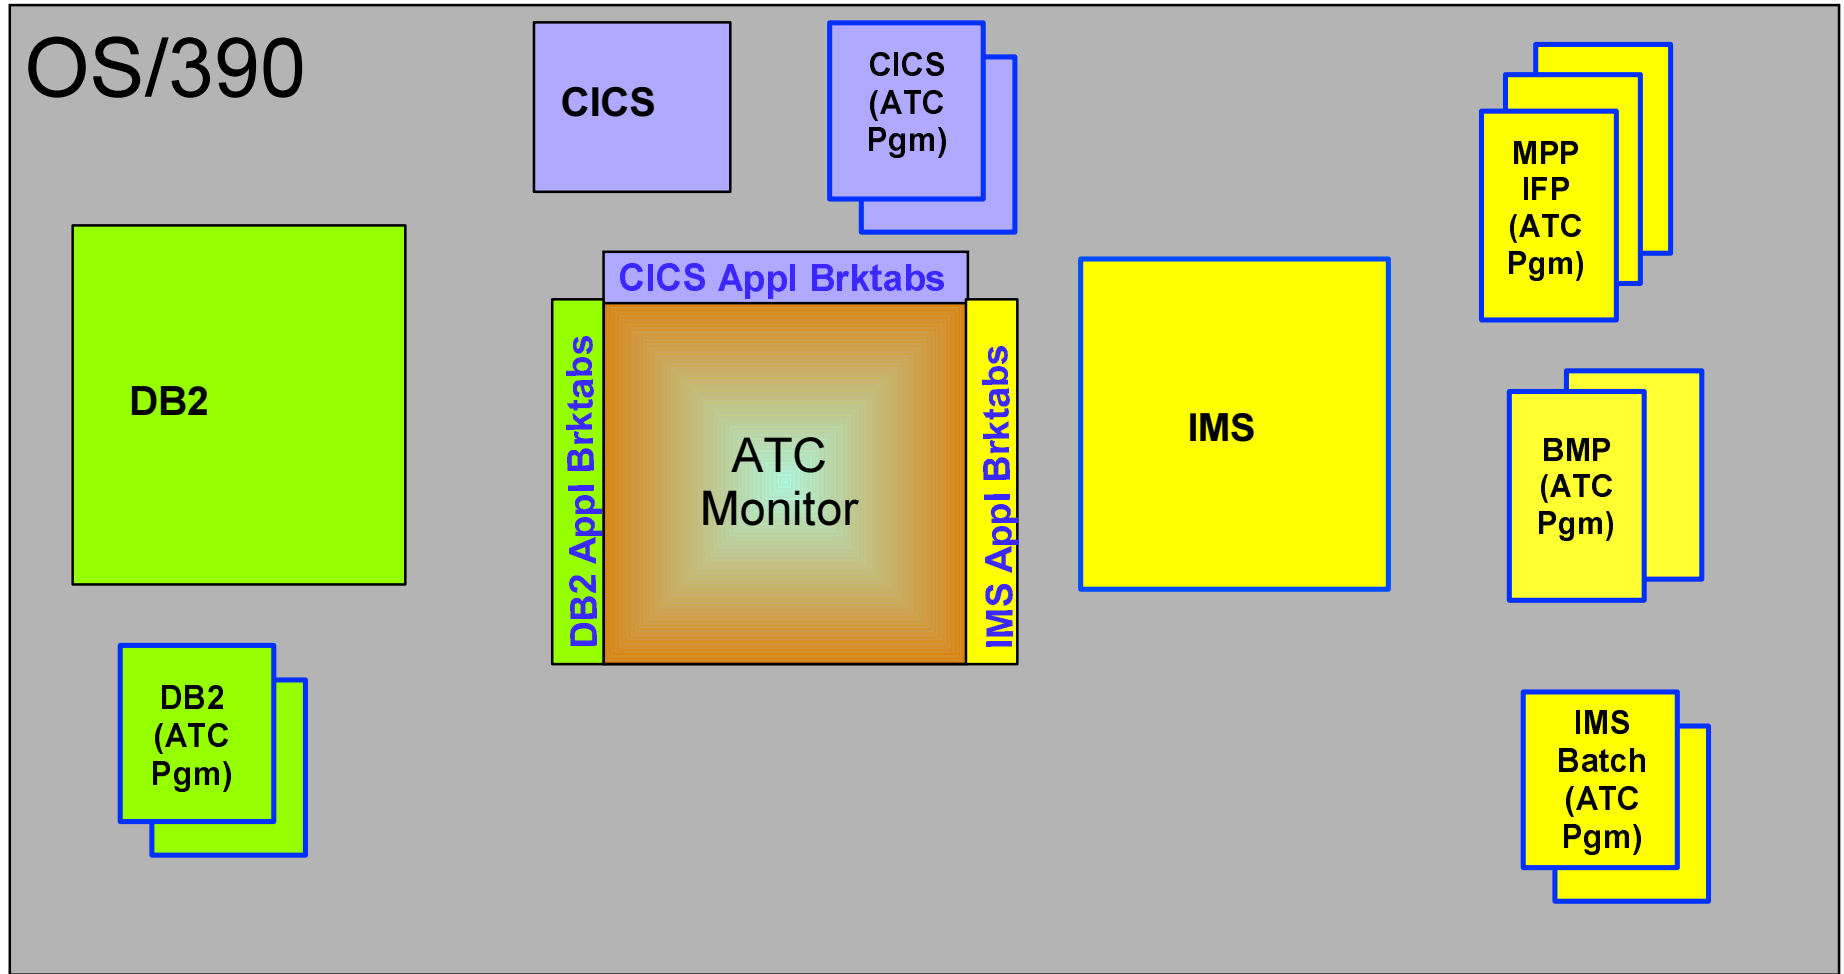 OS/390
CICS
CICS
(ATC
Pgm)
MPP
IFP
(ATC
Pgm)
CICS Appl Brktabs
DB2
DB2 Appl Brktabs
ATC
Monitor
IMS Appl Brktabs
IMS
BMP
(ATC
Pgm)
DB2
(ATC
Pgm)
IMS
Batch
(ATC
Pgm)